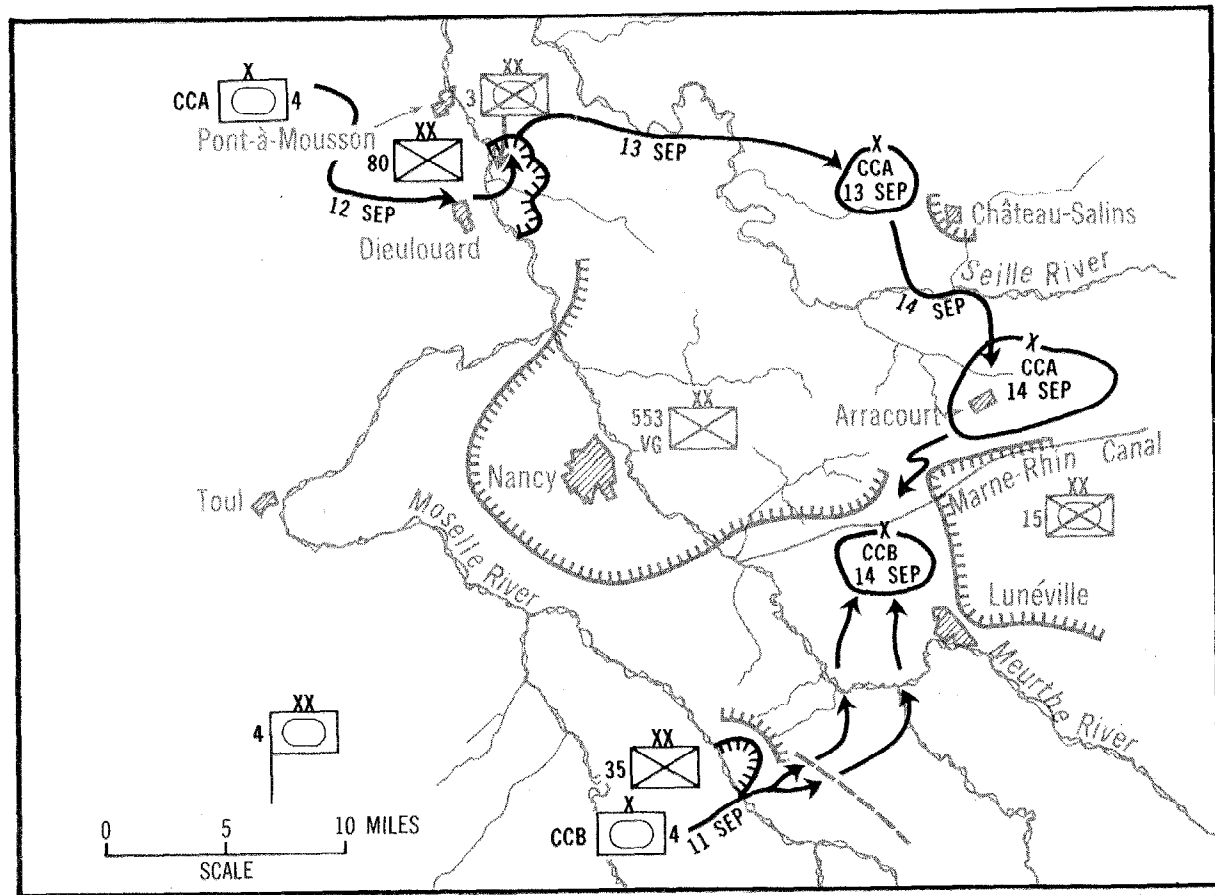 X
CCA 4
Pont-à-Mousson
XX
3
XX
80
12 SEP
Dieulouard
13 SEP
X
CCA
13 SEP
Château-Salins
Seille River
14 SEP
X
CCA
14 SEP
Arracourt
XX
553
VG
Nancy
Toul
Moselle River
Marne-Rhin Canal
XX
15
X
CCB
14 SEP
Lunéville
Meurthe River
XX
4
XX
35
X
CCB 4
11 SEP
0 5 10 MILES
SCALE